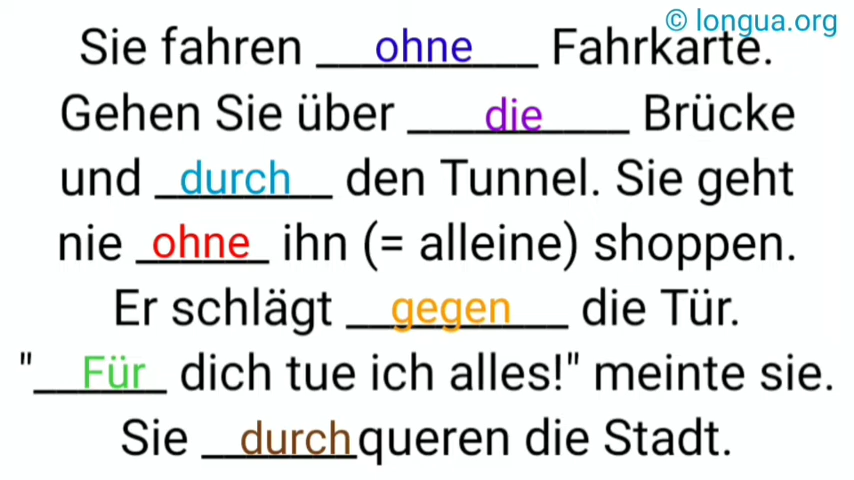 © longua.org
Sie fahren ohne Fahrkarte.
Gehen Sie über die Brücke
und durch den Tunnel. Sie geht
nie ohne ihn (= alleine) shoppen.
Er schlägt gegen die Tür.
"Für dich tue ich alles!" meinte sie.
Sie durchqueren die Stadt.